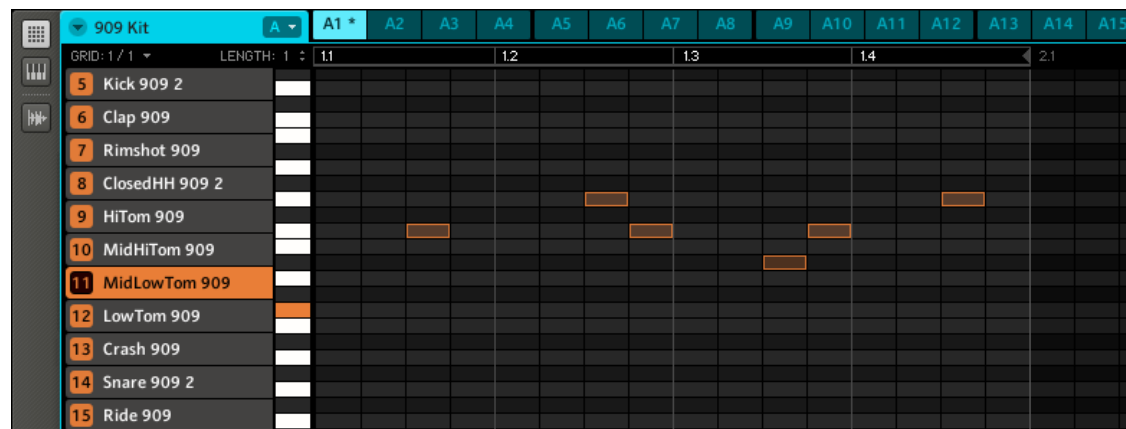 909 Kit A A1 * A2 A3 A4 A5 A6 A7 A8 A9 A10 A11 A12 A13 A14 A15
GRID: 1 / 1 LENGTH: 1 1.1 1.2 1.3 1.4 2.1
5 Kick 909 2
6 Clap 909
7 Rimshot 909
8 ClosedHH 909 2
9 HiTom 909
10 MidHiTom 909
11 MidLowTom 909
12 LowTom 909
13 Crash 909
14 Snare 909 2
15 Ride 909